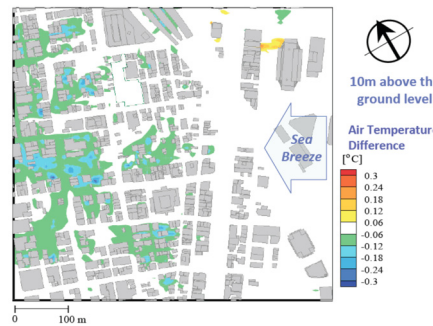 10m above th
ground level
Sea
Breeze
Air Temperature
Difference
[°C]
0.3
0.24
0.18
0.12
-0.06
-0.06
-0.12
-0.18
-0.24
-0.3
0
100 m